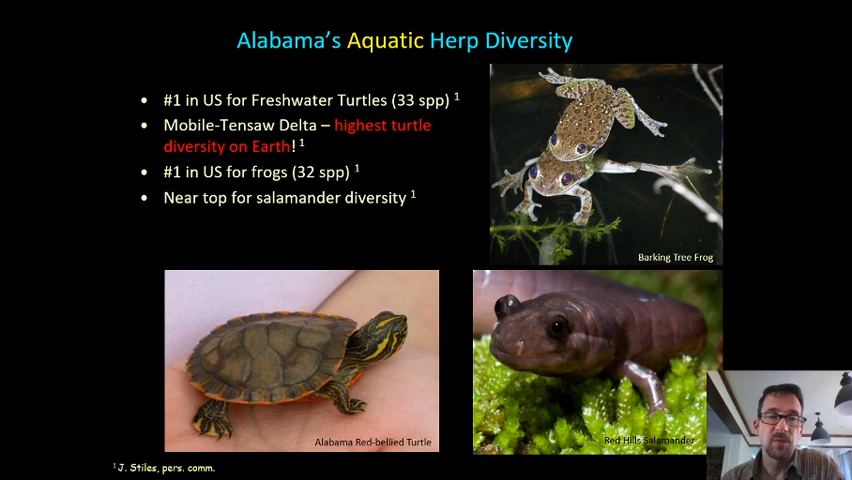 Alabama's Aquatic Herp Diversity
• #1 in US for Freshwater Turtles (33 spp) 1
• Mobile-Tensaw Delta – highest turtle
diversity on Earth! 1
• #1 in US for frogs (32 spp) 1
• Near top for salamander diversity 1
Barking Tree Frog
Alabama Red-bellied Turtle
Red Hills Salamander
1 J. Stiles, pers. comm.